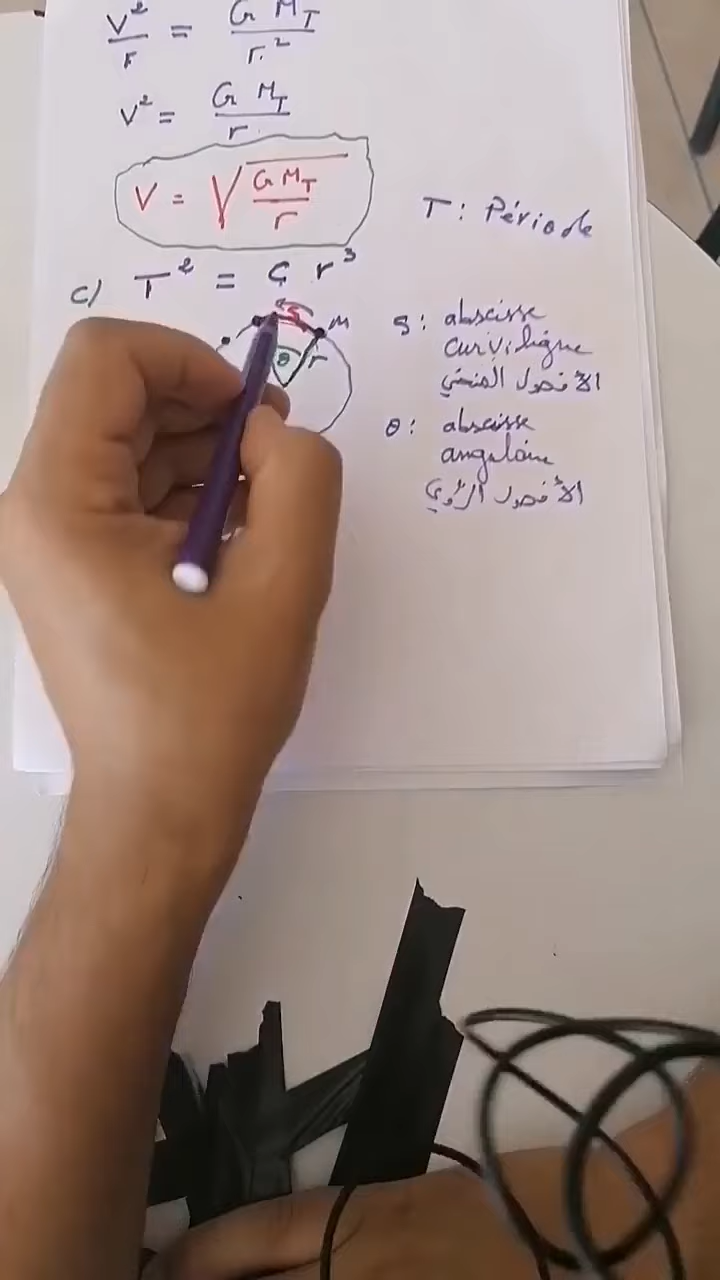 V²/r = G M_T/r²
V² = G M_T/r
V = √(G M_T/r)
T : Période
c) T² = C r³
S M
θ r
S : abscisse
curviligne
الأفصول المنحني
θ : abscisse
angulaire
الأفصول الزاوي